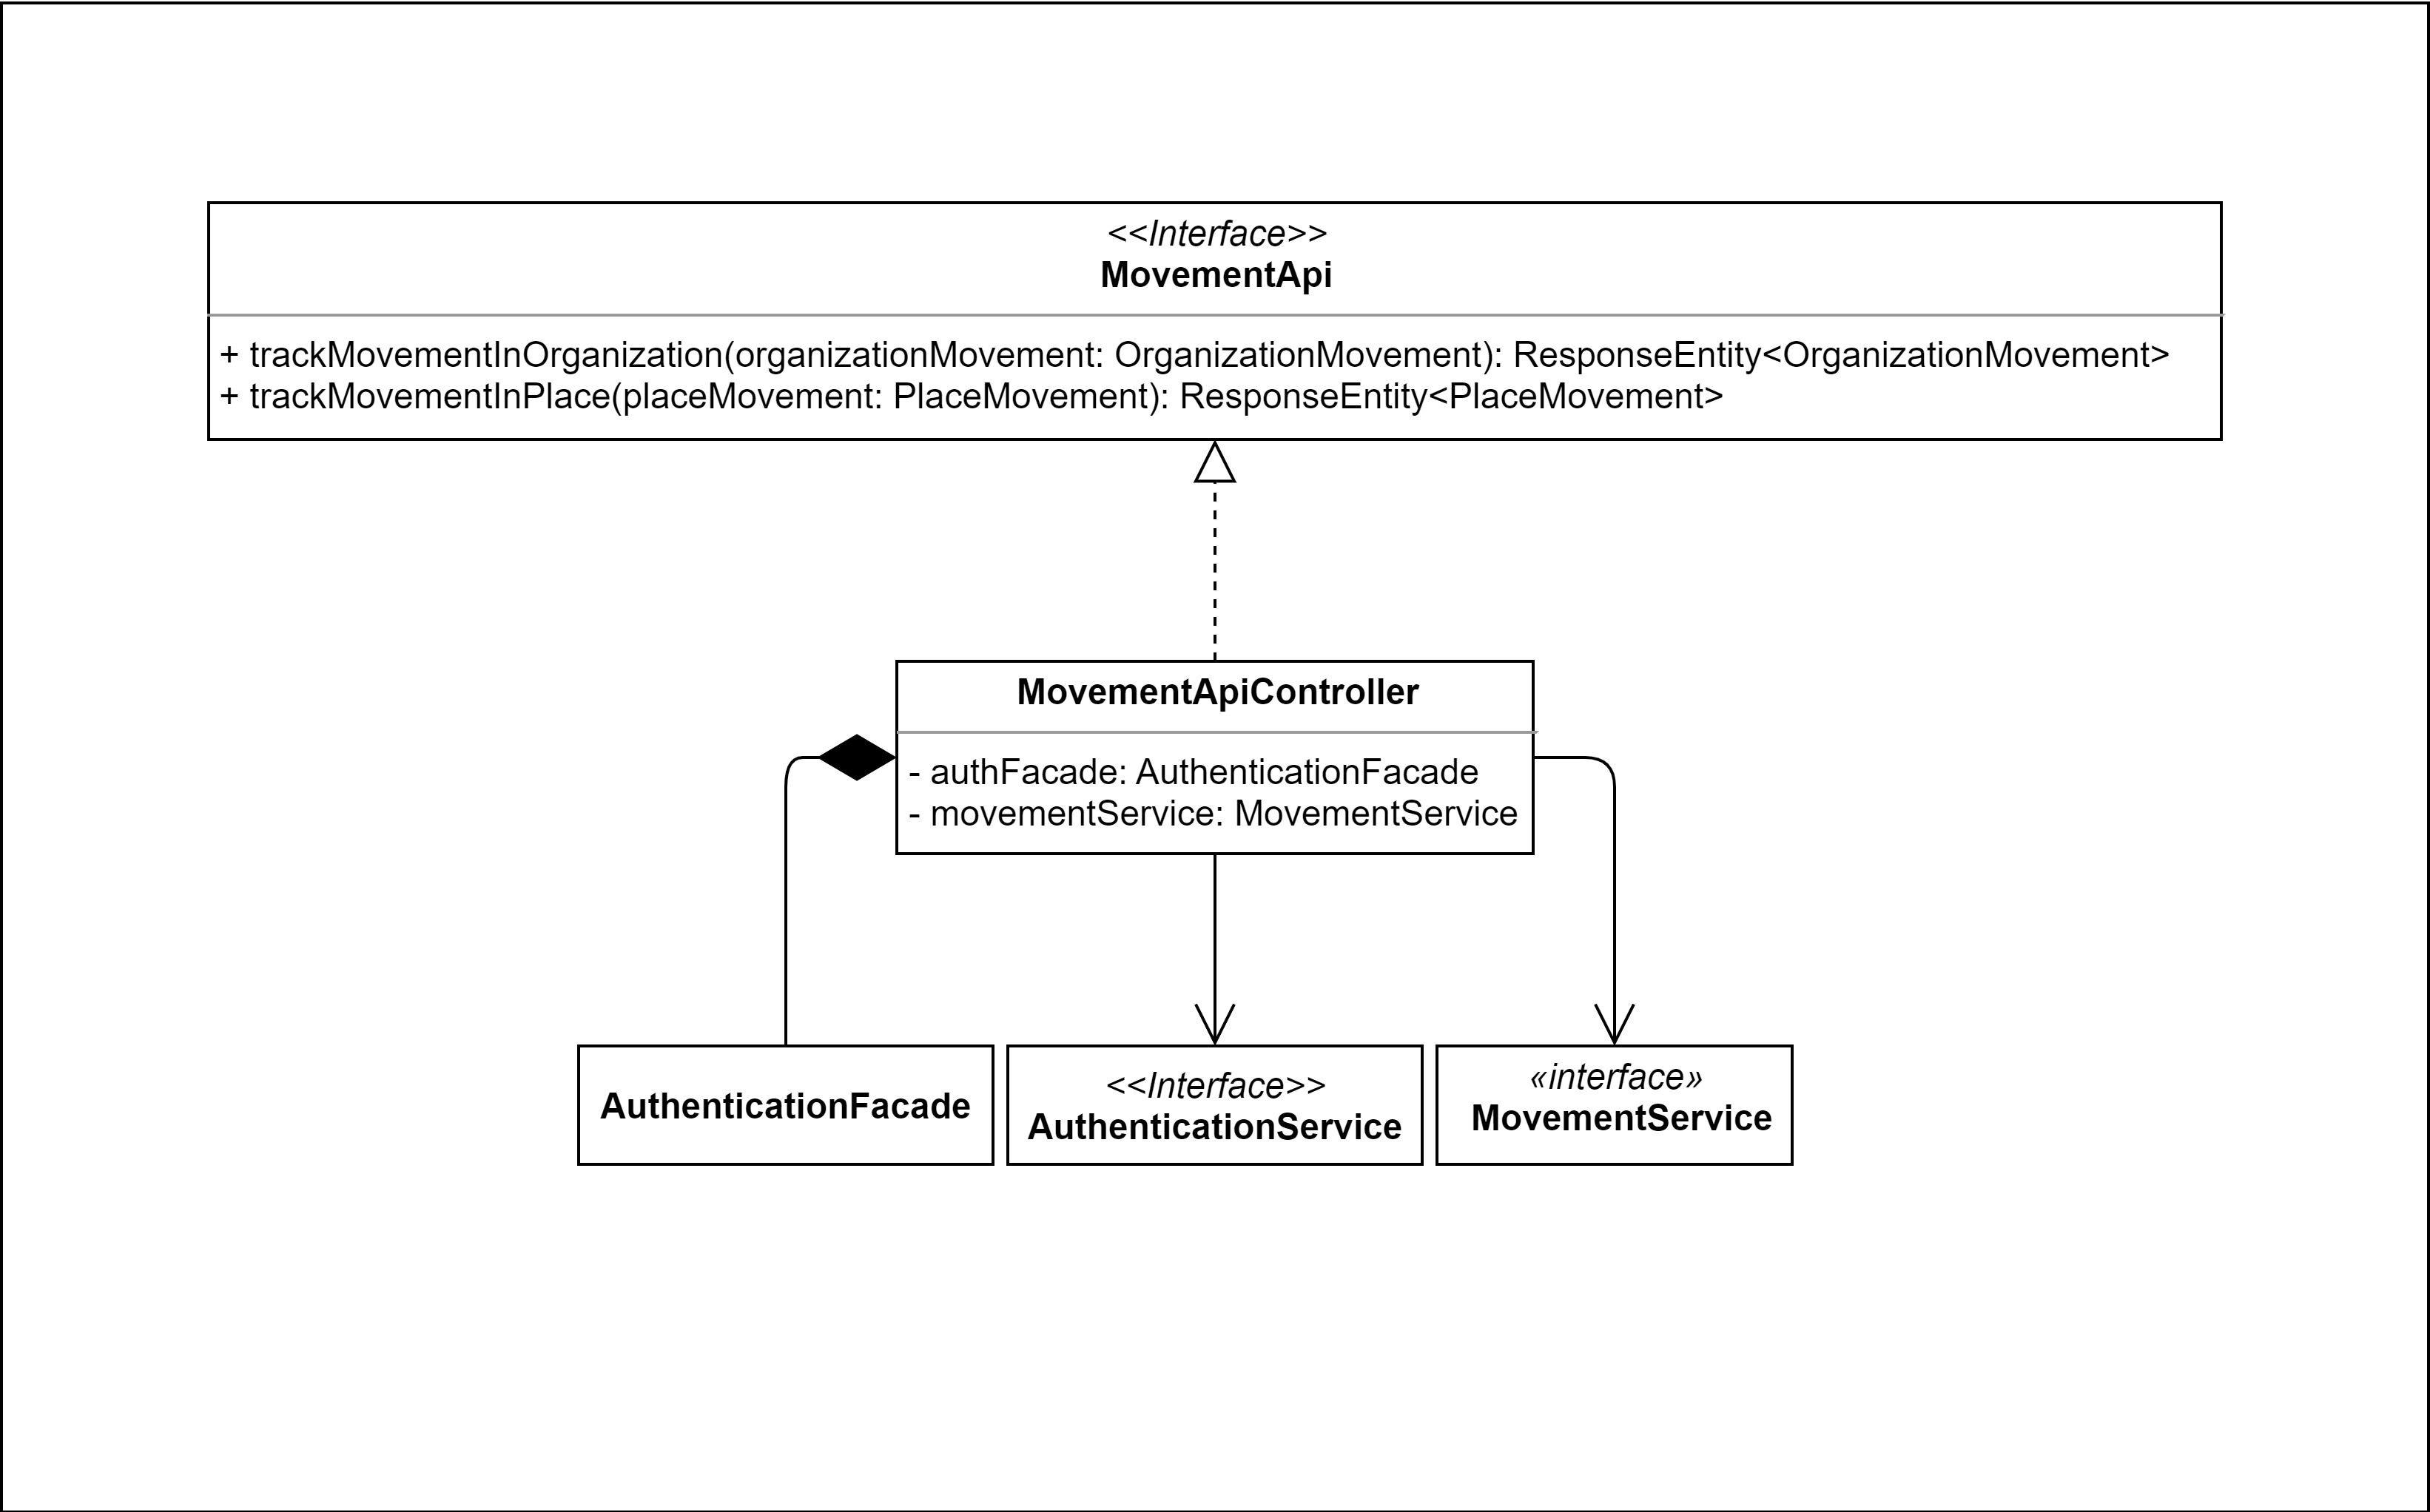 <<Interface>>
MovementApi
+ trackMovementInOrganization(organizationMovement: OrganizationMovement): ResponseEntity<OrganizationMovement>
+ trackMovementInPlace(placeMovement: PlaceMovement): ResponseEntity<PlaceMovement>
MovementApiController
- authFacade: AuthenticationFacade
- movementService: MovementService
AuthenticationFacade
<<Interface>>
AuthenticationService
«interface»
MovementService